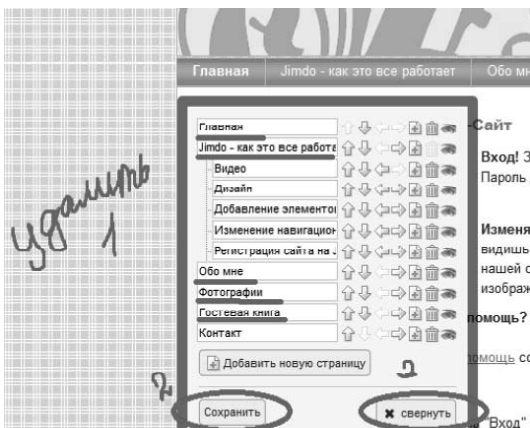 Главная Jimdo - как это все работает Обо мн
Главная
Jimdo - как это все работа
Видео
Дизайн
Добавление элементо
Изменение навигацион
Регистрация сайта на
Обо мне
Фотографии
Гостевая книга
Контакт
Добавить новую страницу
Сохранить
свернуть
удалить
1
2
2
-Сайт
Вход! З
Пароль
Изменя
видишь
нашей с
изображ
помощь?
помощь со
"Вход"